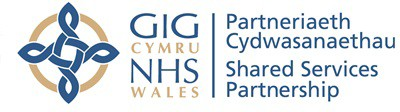 GIG
CYMRU
NHS
WALES
Partneriaeth
Cydwasanaethau
Shared Services
Partnership